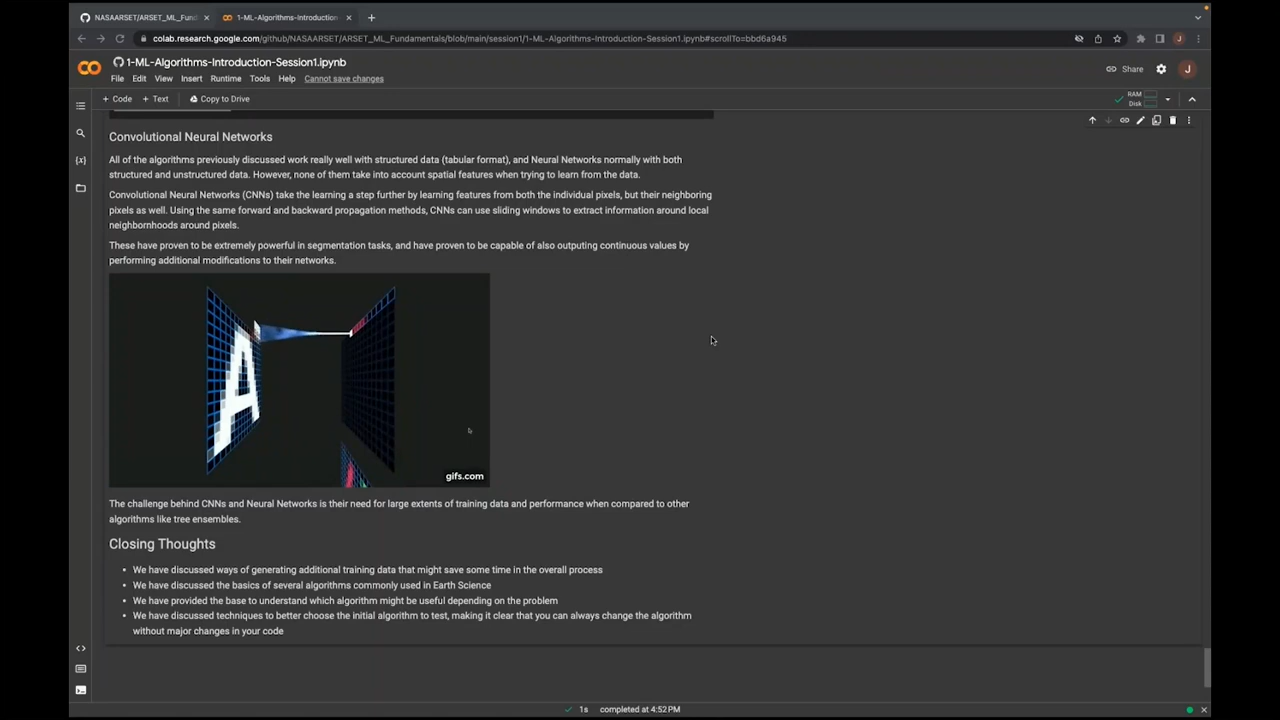 NASAARSET/ARSET_ML_Fund
1-ML-Algorithms-Introduction-
colab.research.google.com/github/NASAARSET/ARSET_ML_Fundamentals/blob/main/session1/1-ML-Algorithms-Introduction-Session1.ipynb#scrollTo=bbd6a945
J
1-ML-Algorithms-Introduction-Session1.ipynb
File Edit View Insert Runtime Tools Help Cannot save changes
Share
J
+ Code + Text Copy to Drive
RAM
Disk
Convolutional Neural Networks
All of the algorithms previously discussed work really well with structured data (tabular format), and Neural Networks normally with both
structured and unstructured data. However, none of them take into account spatial features when trying to learn from the data.
Convolutional Neural Networks (CNNs) take the learning a step further by learning features from both the individual pixels, but their neighboring
pixels as well. Using the same forward and backward propagation methods, CNNs can use sliding windows to extract information around local
neighborhoods around pixels.
These have proven to be extremely powerful in segmentation tasks, and have proven to be capable of also outputing continuous values by
performing additional modifications to their networks.
A
gifs.com
The challenge behind CNNs and Neural Networks is their need for large extents of training data and performance when compared to other
algorithms like tree ensembles.
Closing Thoughts
• We have discussed ways of generating additional training data that might save some time in the overall process
• We have discussed the basics of several algorithms commonly used in Earth Science
• We have provided the base to understand which algorithm might be useful depending on the problem
• We have discussed techniques to better choose the initial algorithm to test, making it clear that you can always change the algorithm
without major changes in your code
1s completed at 4:52PM